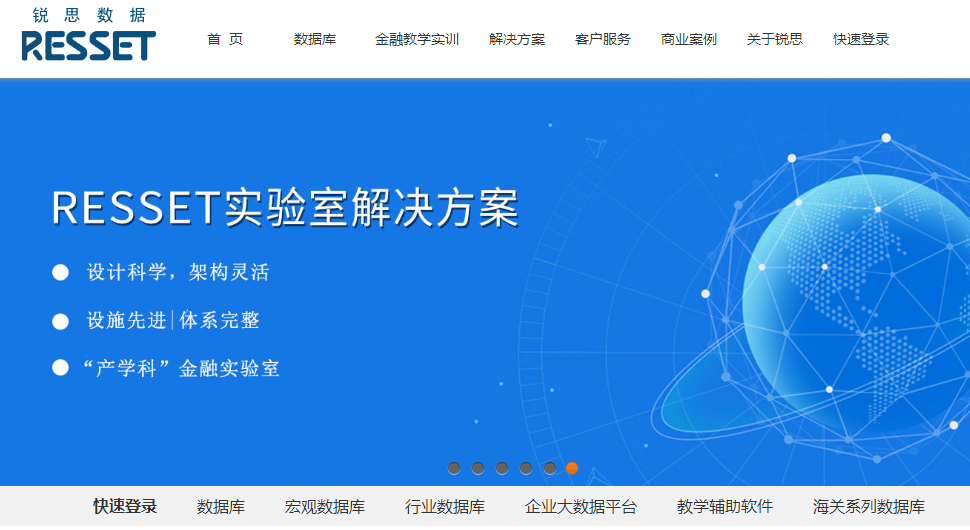 锐思数据
RESSET
首 页 数据库 金融教学实训 解决方案 客户服务 商业案例 关于锐思 快速登录
RESSET实验室解决方案
设计科学，架构灵活
设施先进|体系完整
“产学科”金融实验室
快速登录 数据库 宏观数据库 行业数据库 企业大数据平台 教学辅助软件 海关系列数据库